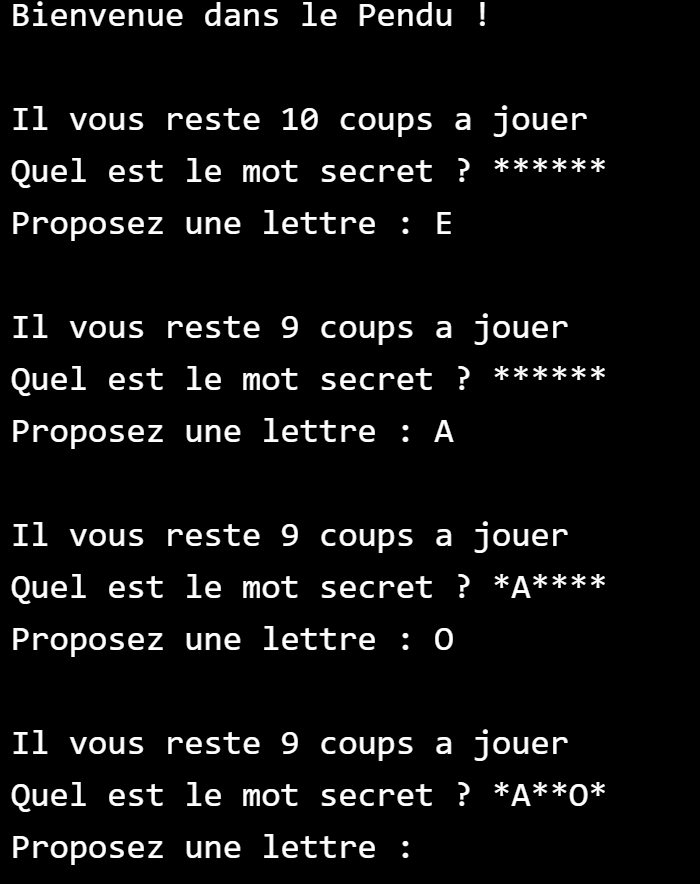 Bienvenue dans le Pendu !
Il vous reste 10 coups a jouer
Quel est le mot secret ? ******
Proposez une lettre : E
Il vous reste 9 coups a jouer
Quel est le mot secret ? ******
Proposez une lettre : A
Il vous reste 9 coups a jouer
Quel est le mot secret ? *A****
Proposez une lettre : O
Il vous reste 9 coups a jouer
Quel est le mot secret ? *A**O*
Proposez une lettre :